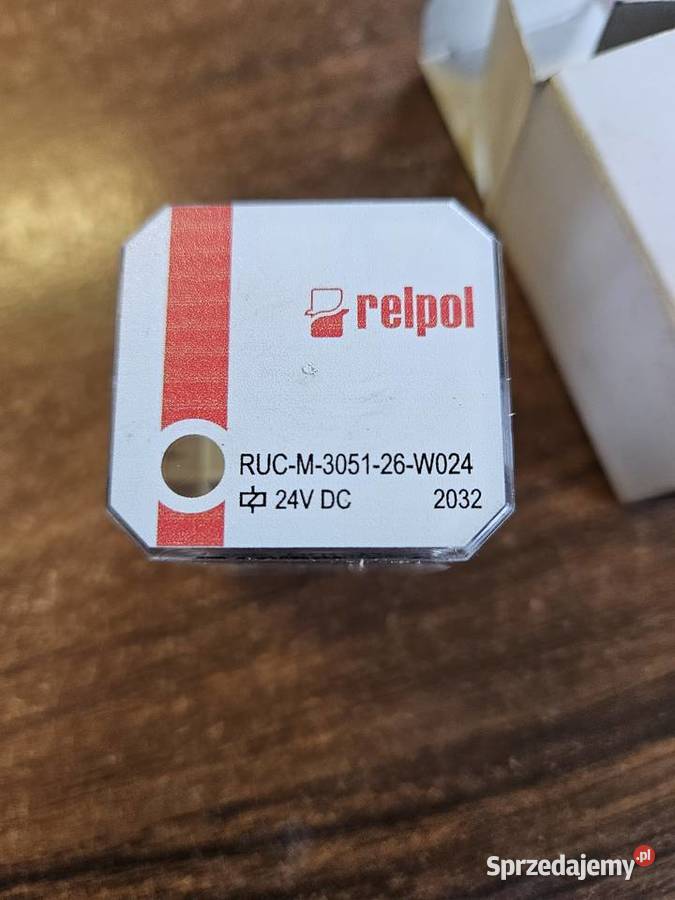 relpol
RUC-M-3051-26-W024
24V DC 2032
Sprzedajemy.pl